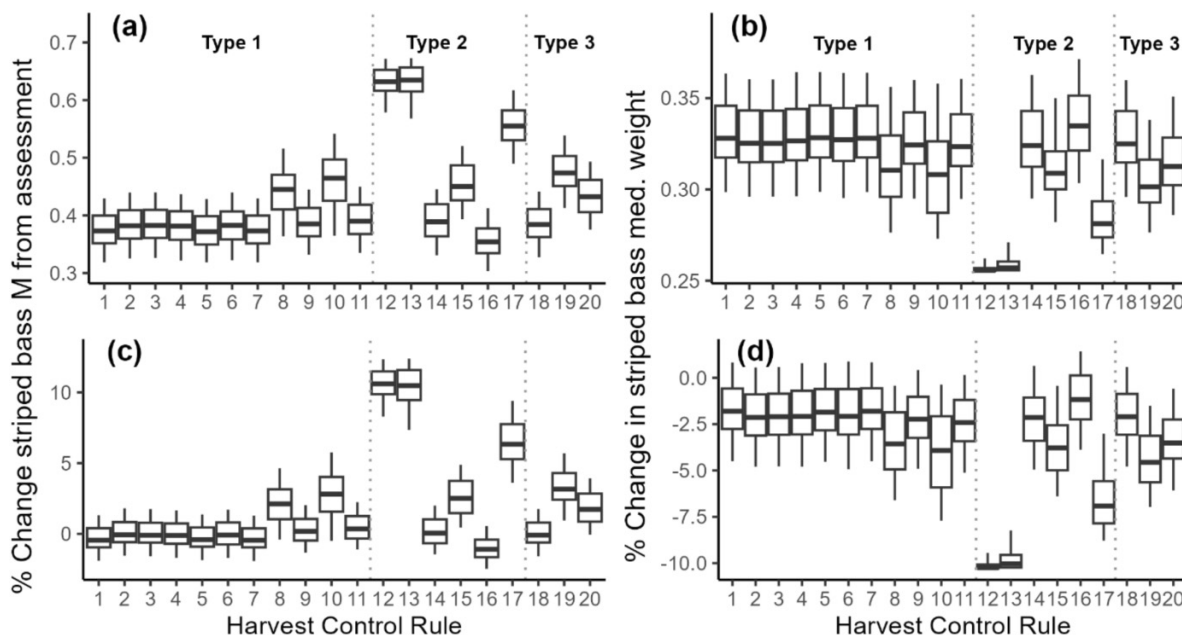 (a)
Type 1
Type 2
Type 3
% Change striped bass M from assessment
0.7
0.6
0.5
0.4
0.3
1 2 3 4 5 6 7 8 9 10 11 12 13 14 15 16 17 18 19 20
(b)
Type 1
Type 2
Type 3
% Change in striped bass med. weight
0.35
0.30
0.25
1 2 3 4 5 6 7 8 9 10 11 12 13 14 15 16 17 18 19 20
(c)
10
5
0
1 2 3 4 5 6 7 8 9 10 11 12 13 14 15 16 17 18 19 20
Harvest Control Rule
(d)
0.0
-2.5
-5.0
-7.5
-10.0
1 2 3 4 5 6 7 8 9 10 11 12 13 14 15 16 17 18 19 20
Harvest Control Rule